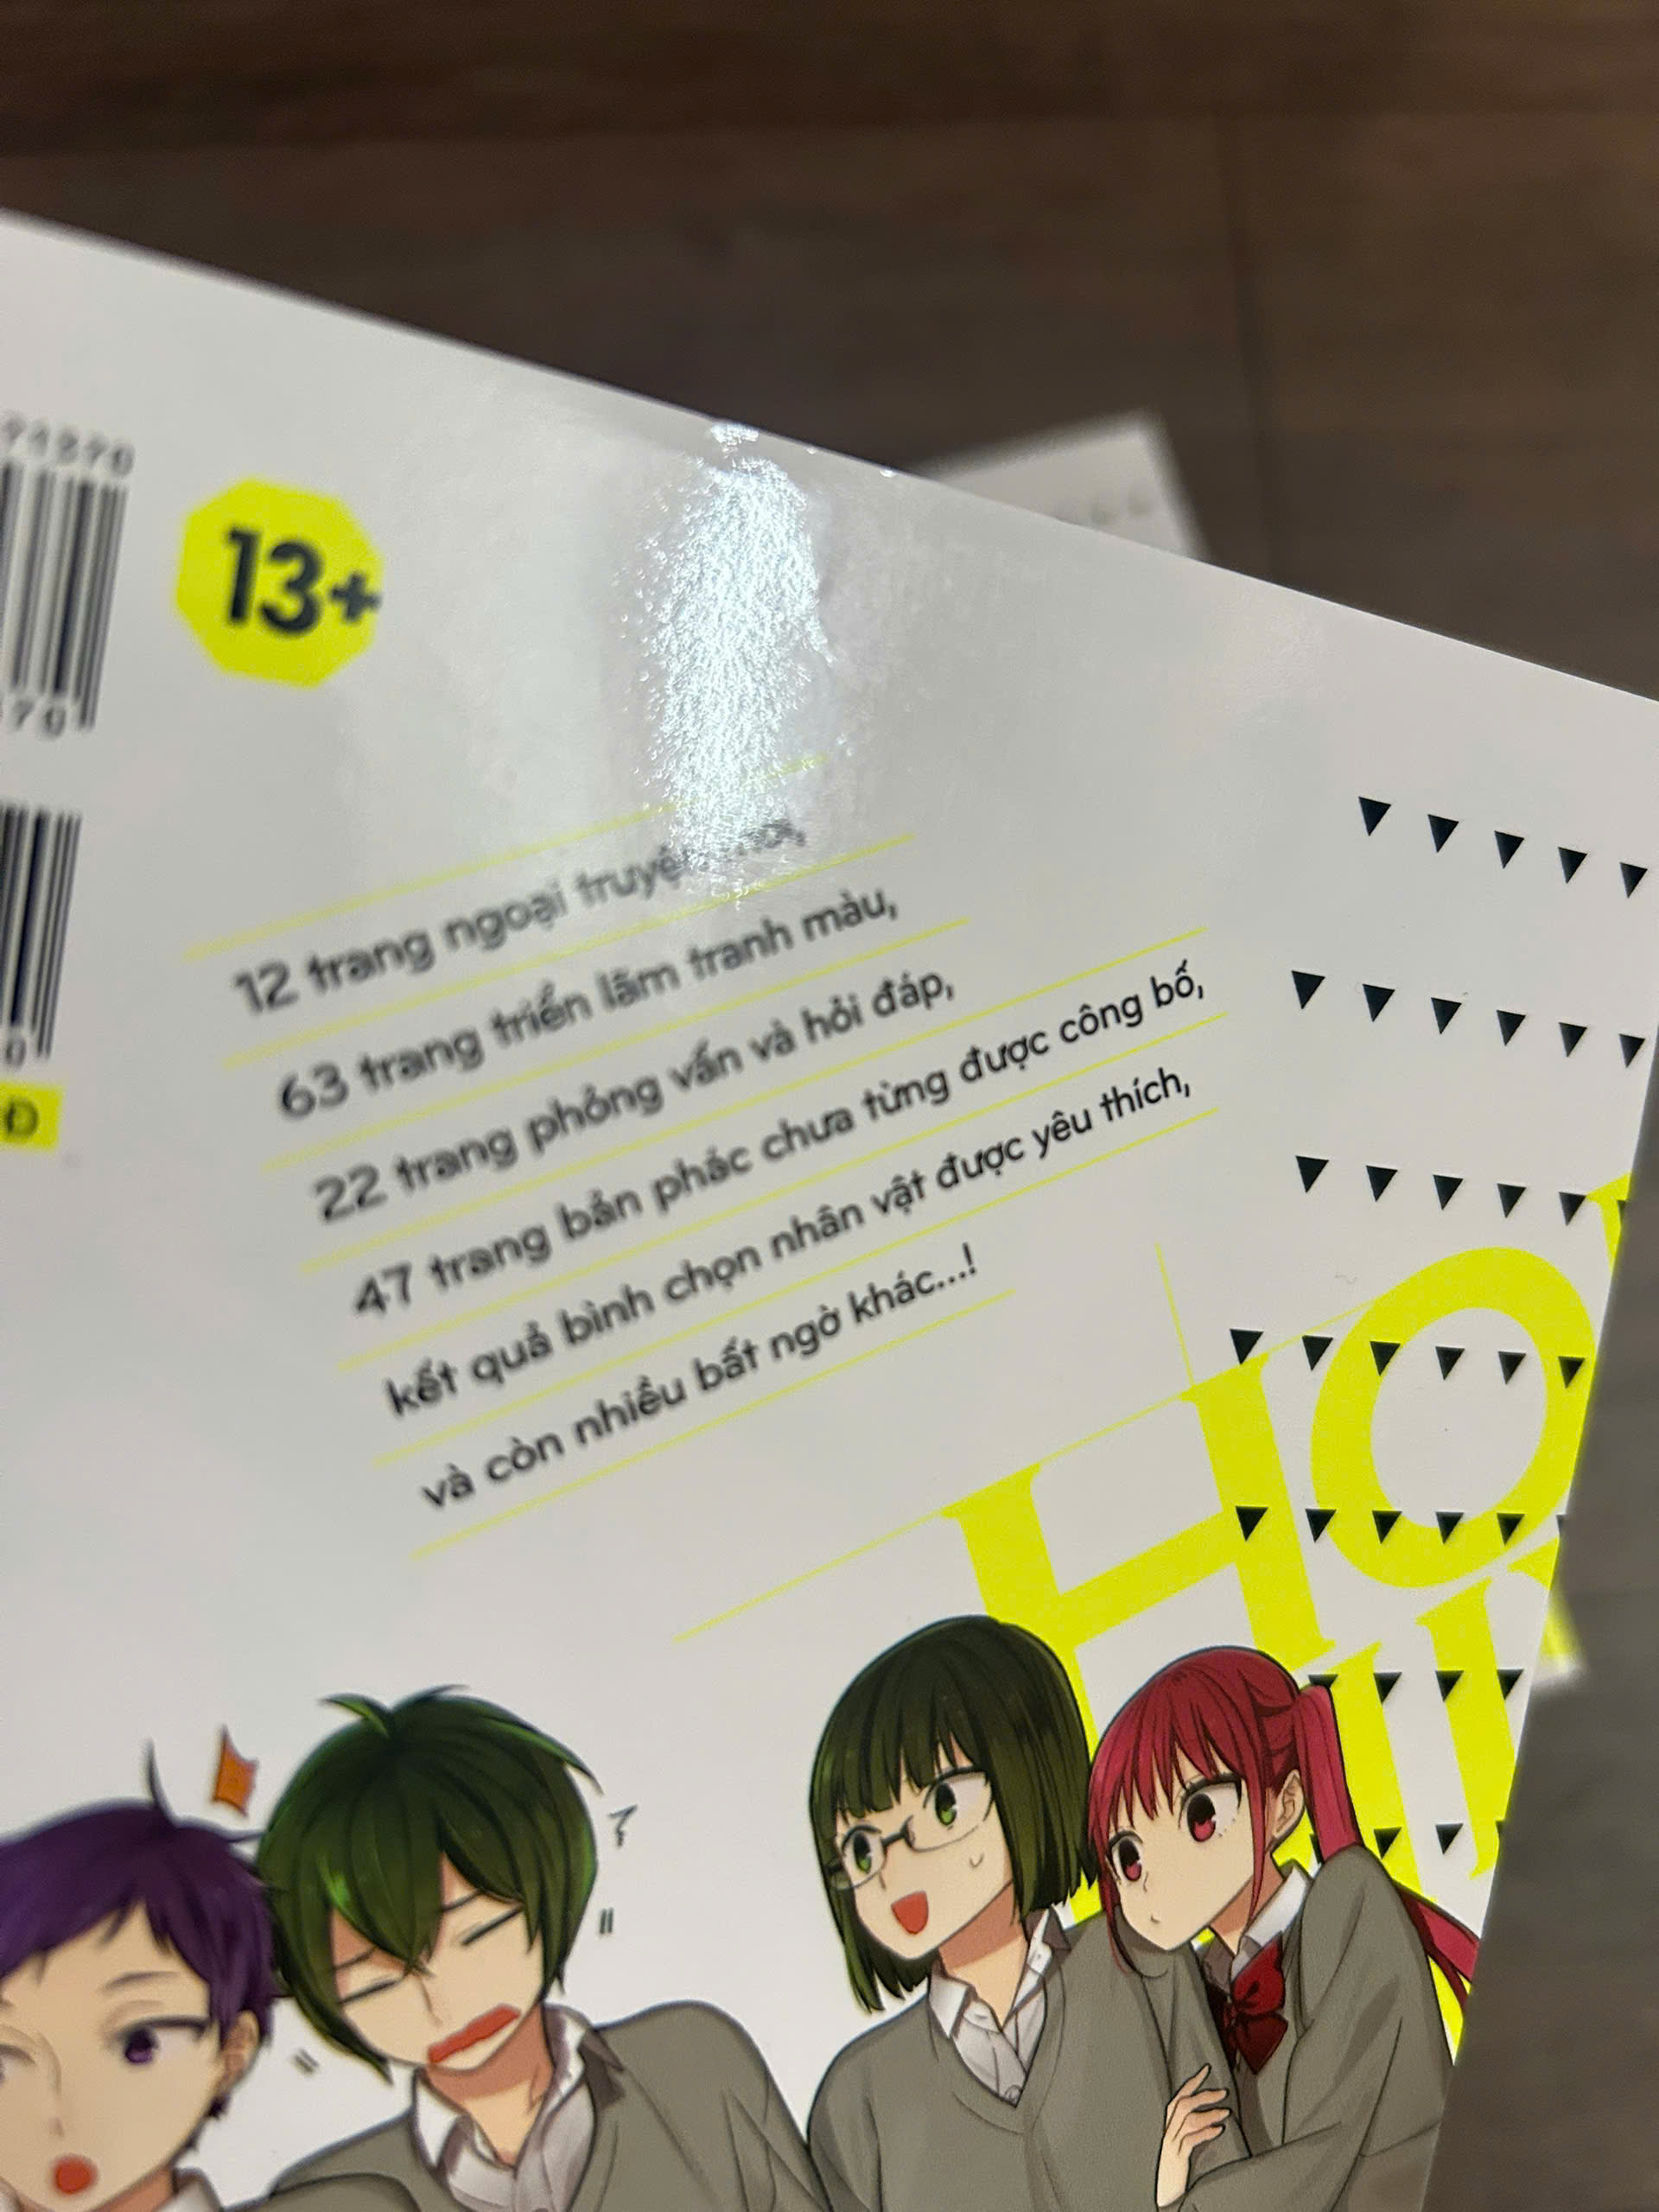 13+
12 trang ngoại truyện
63 trang triển lãm tranh màu,
22 trang phỏng vấn và hỏi đáp,
47 trang bản phác chưa từng được công bố,
kết quả bình chọn nhân vật được yêu thích,
và còn nhiều bất ngờ khác...!
HO
Đ